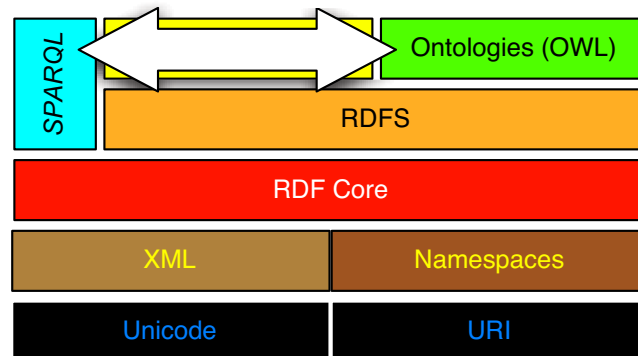 SPARQL
Ontologies (OWL)
RDFS
RDF Core
XML
Namespaces
Unicode
URI